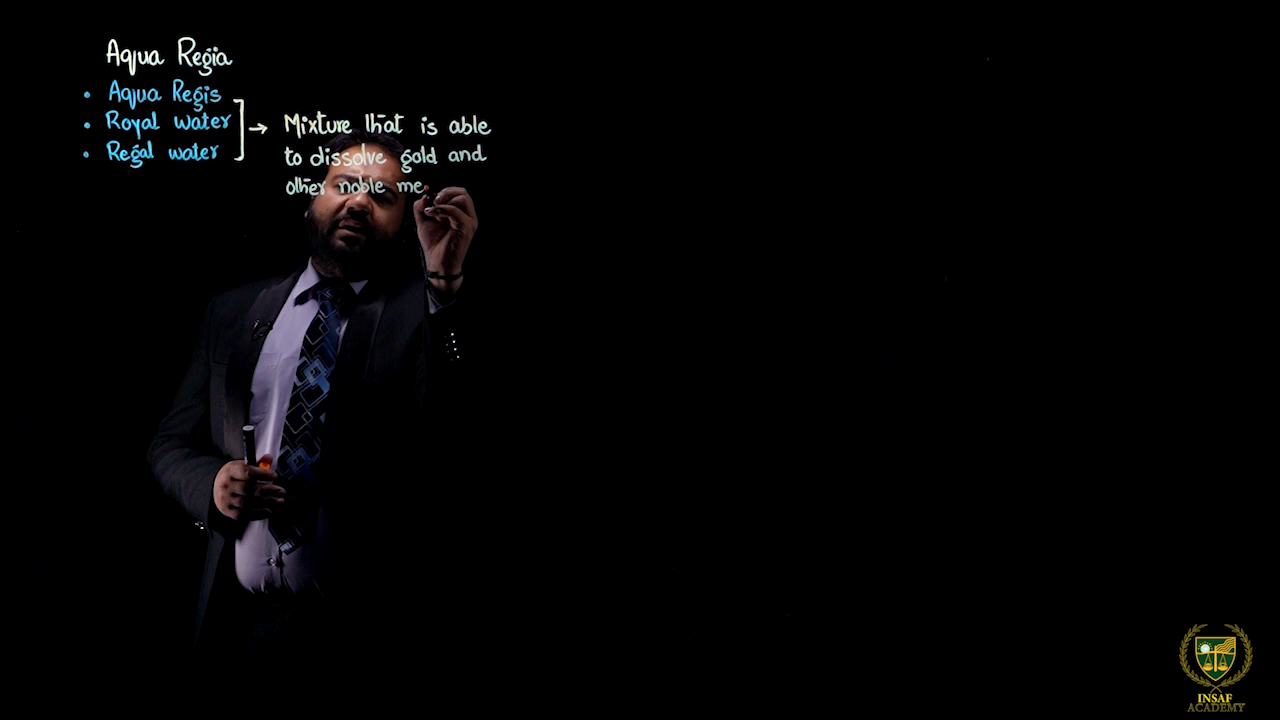 Aqua Regia
• Aqua Regis
• Royal water
• Regal water
→ Mixture that is able
to dissolve gold and
other noble me
INSAF
ACADEMY